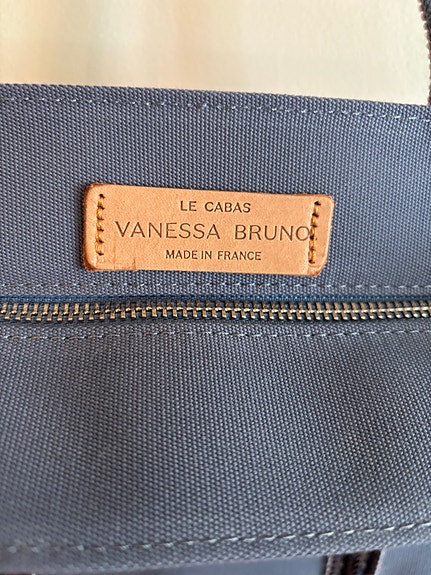 LE CABAS
VANESSA BRUNO
MADE IN FRANCE